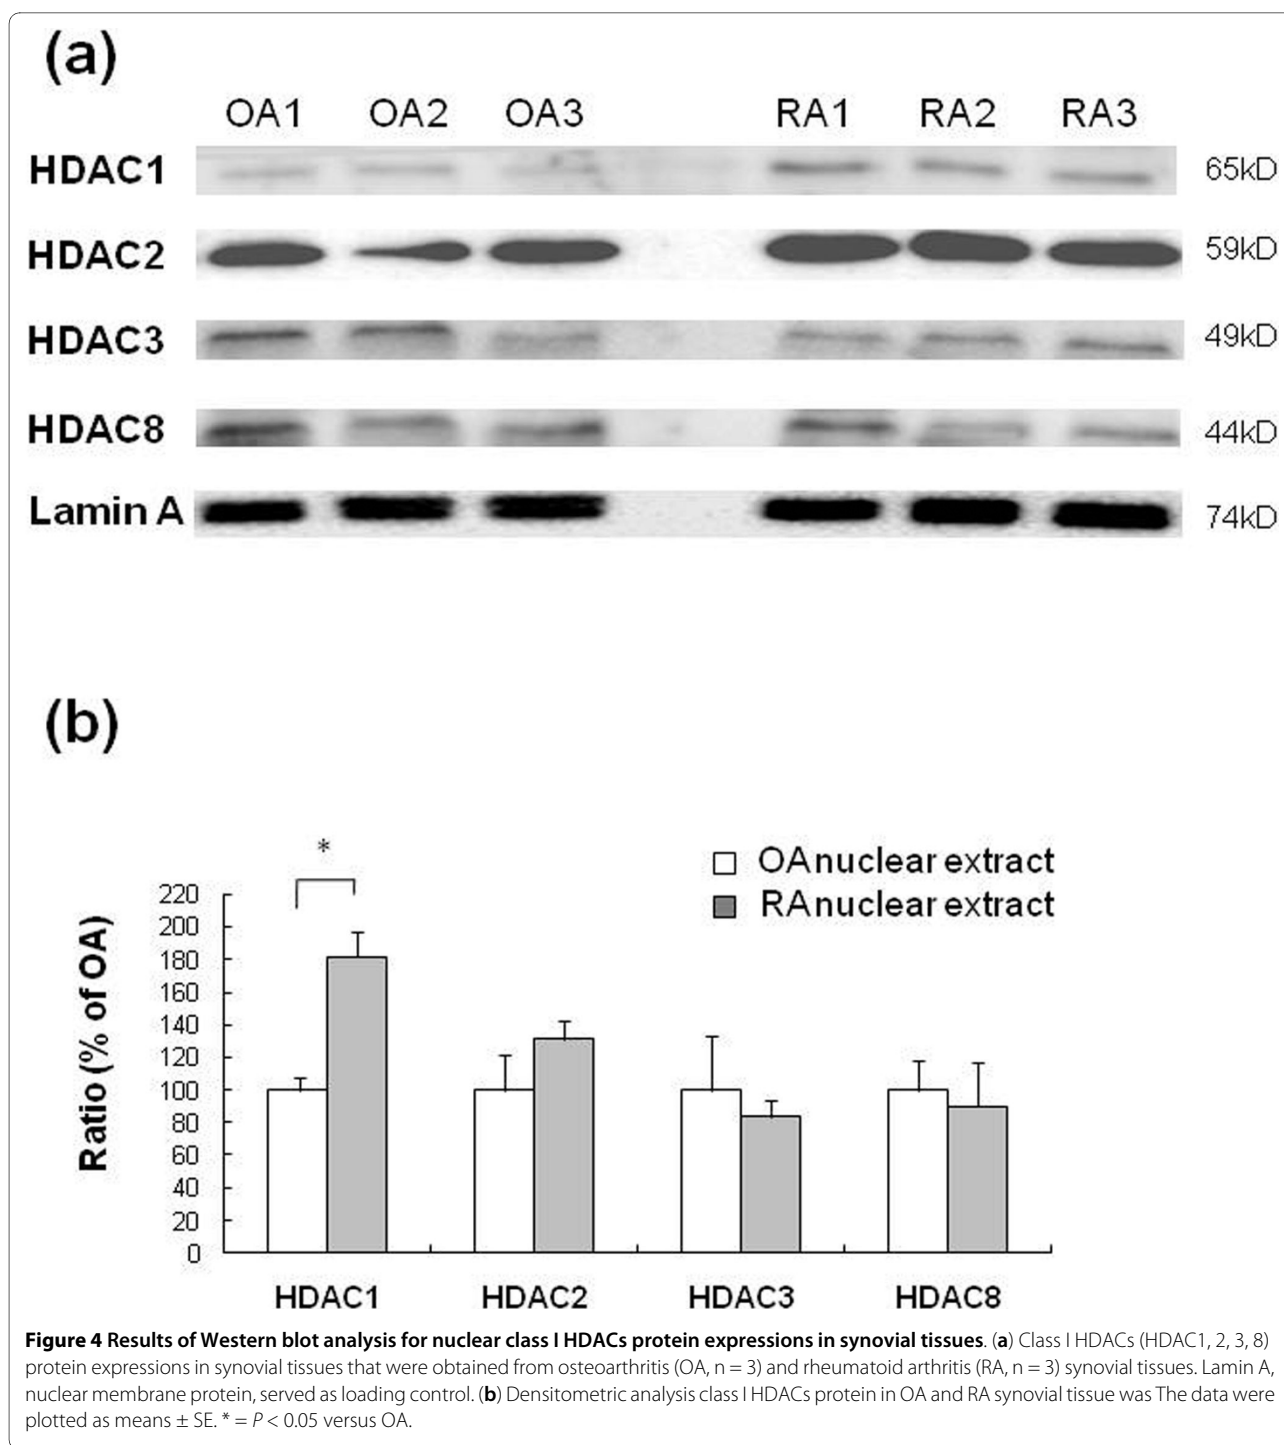 (a)
OA1 OA2 OA3 RA1 RA2 RA3
HDAC1 65kD
HDAC2 59kD
HDAC3 49kD
HDAC8 44kD
Lamin A 74kD
(b)
*
OA nuclear extract
RA nuclear extract
Ratio (% of OA)
220
200
180
160
140
120
100
80
60
40
20
0
HDAC1 HDAC2 HDAC3 HDAC8
Figure 4 Results of Western blot analysis for nuclear class I HDACs protein expressions in synovial tissues. (a) Class I HDACs (HDAC1, 2, 3, 8)
protein expressions in synovial tissues that were obtained from osteoarthritis (OA, n = 3) and rheumatoid arthritis (RA, n = 3) synovial tissues. Lamin A,
nuclear membrane protein, served as loading control. (b) Densitometric analysis class I HDACs protein in OA and RA synovial tissue was The data were
plotted as means ± SE. * = P < 0.05 versus OA.